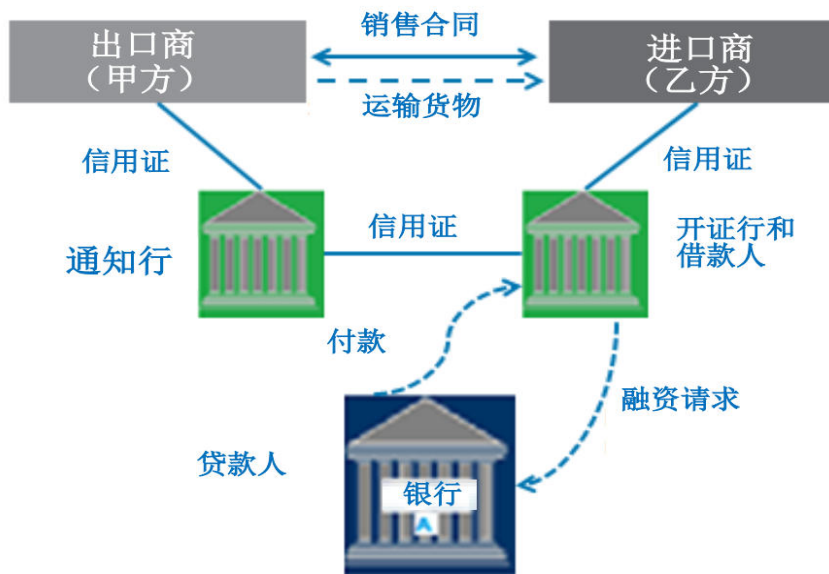 出口商
（甲方）
销售合同
进口商
（乙方）
运输货物
信用证
信用证
信用证
通知行
开证行和
借款人
付款
融资请求
贷款人
银行
A